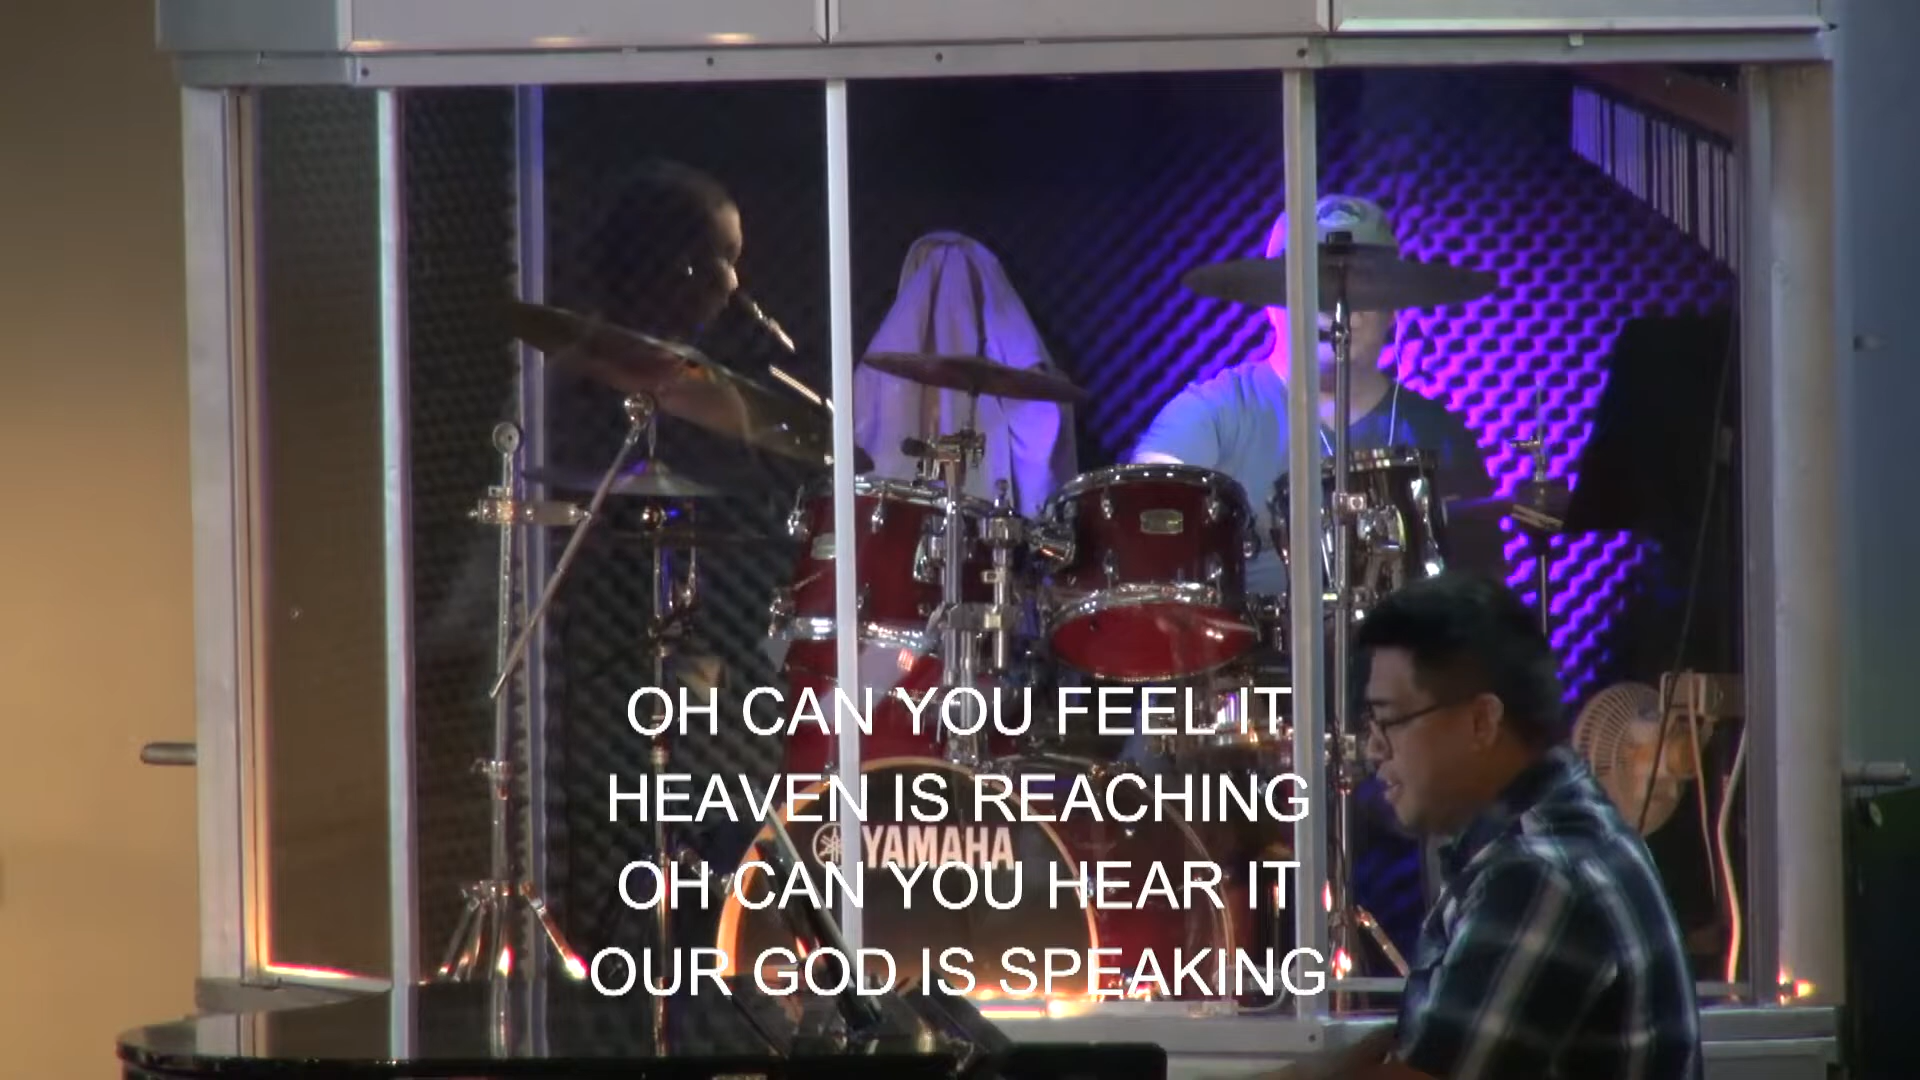 OH CAN YOU FEEL IT
HEAVEN IS REACHING
YAMAHA
OH CAN YOU HEAR IT
OUR GOD IS SPEAKING